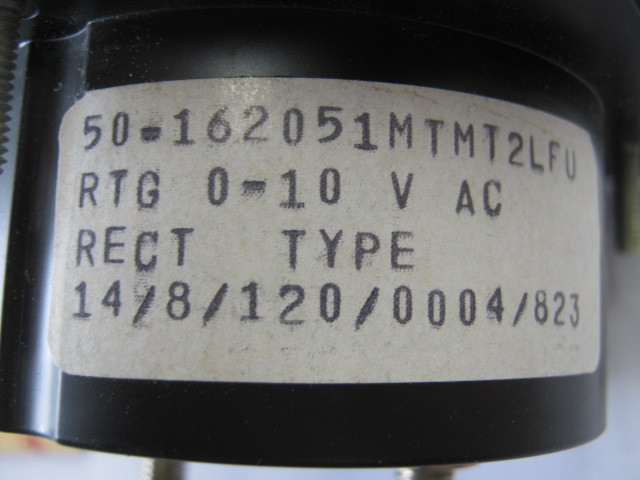 50-162051MTMT2LFU
RTG 0-10 V AC
RECT TYPE
14/8/120/0004/823